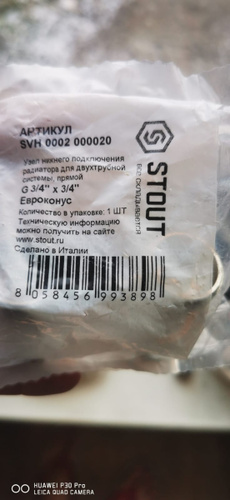 АРТИКУЛ
SVH 0002 000020
Узел нижнего подключения
радиатора для двухтрубной
системы, прямой
G 3/4" x 3/4"
Евроконус
Количество в упаковке: 1 ШТ
Техническую информацию
можно получить на сайте
www.stout.ru
Сделано в Италии
8 058456 993898
STOUT
HUAWEI P30 Pro
LEICA QUAD CAMERA